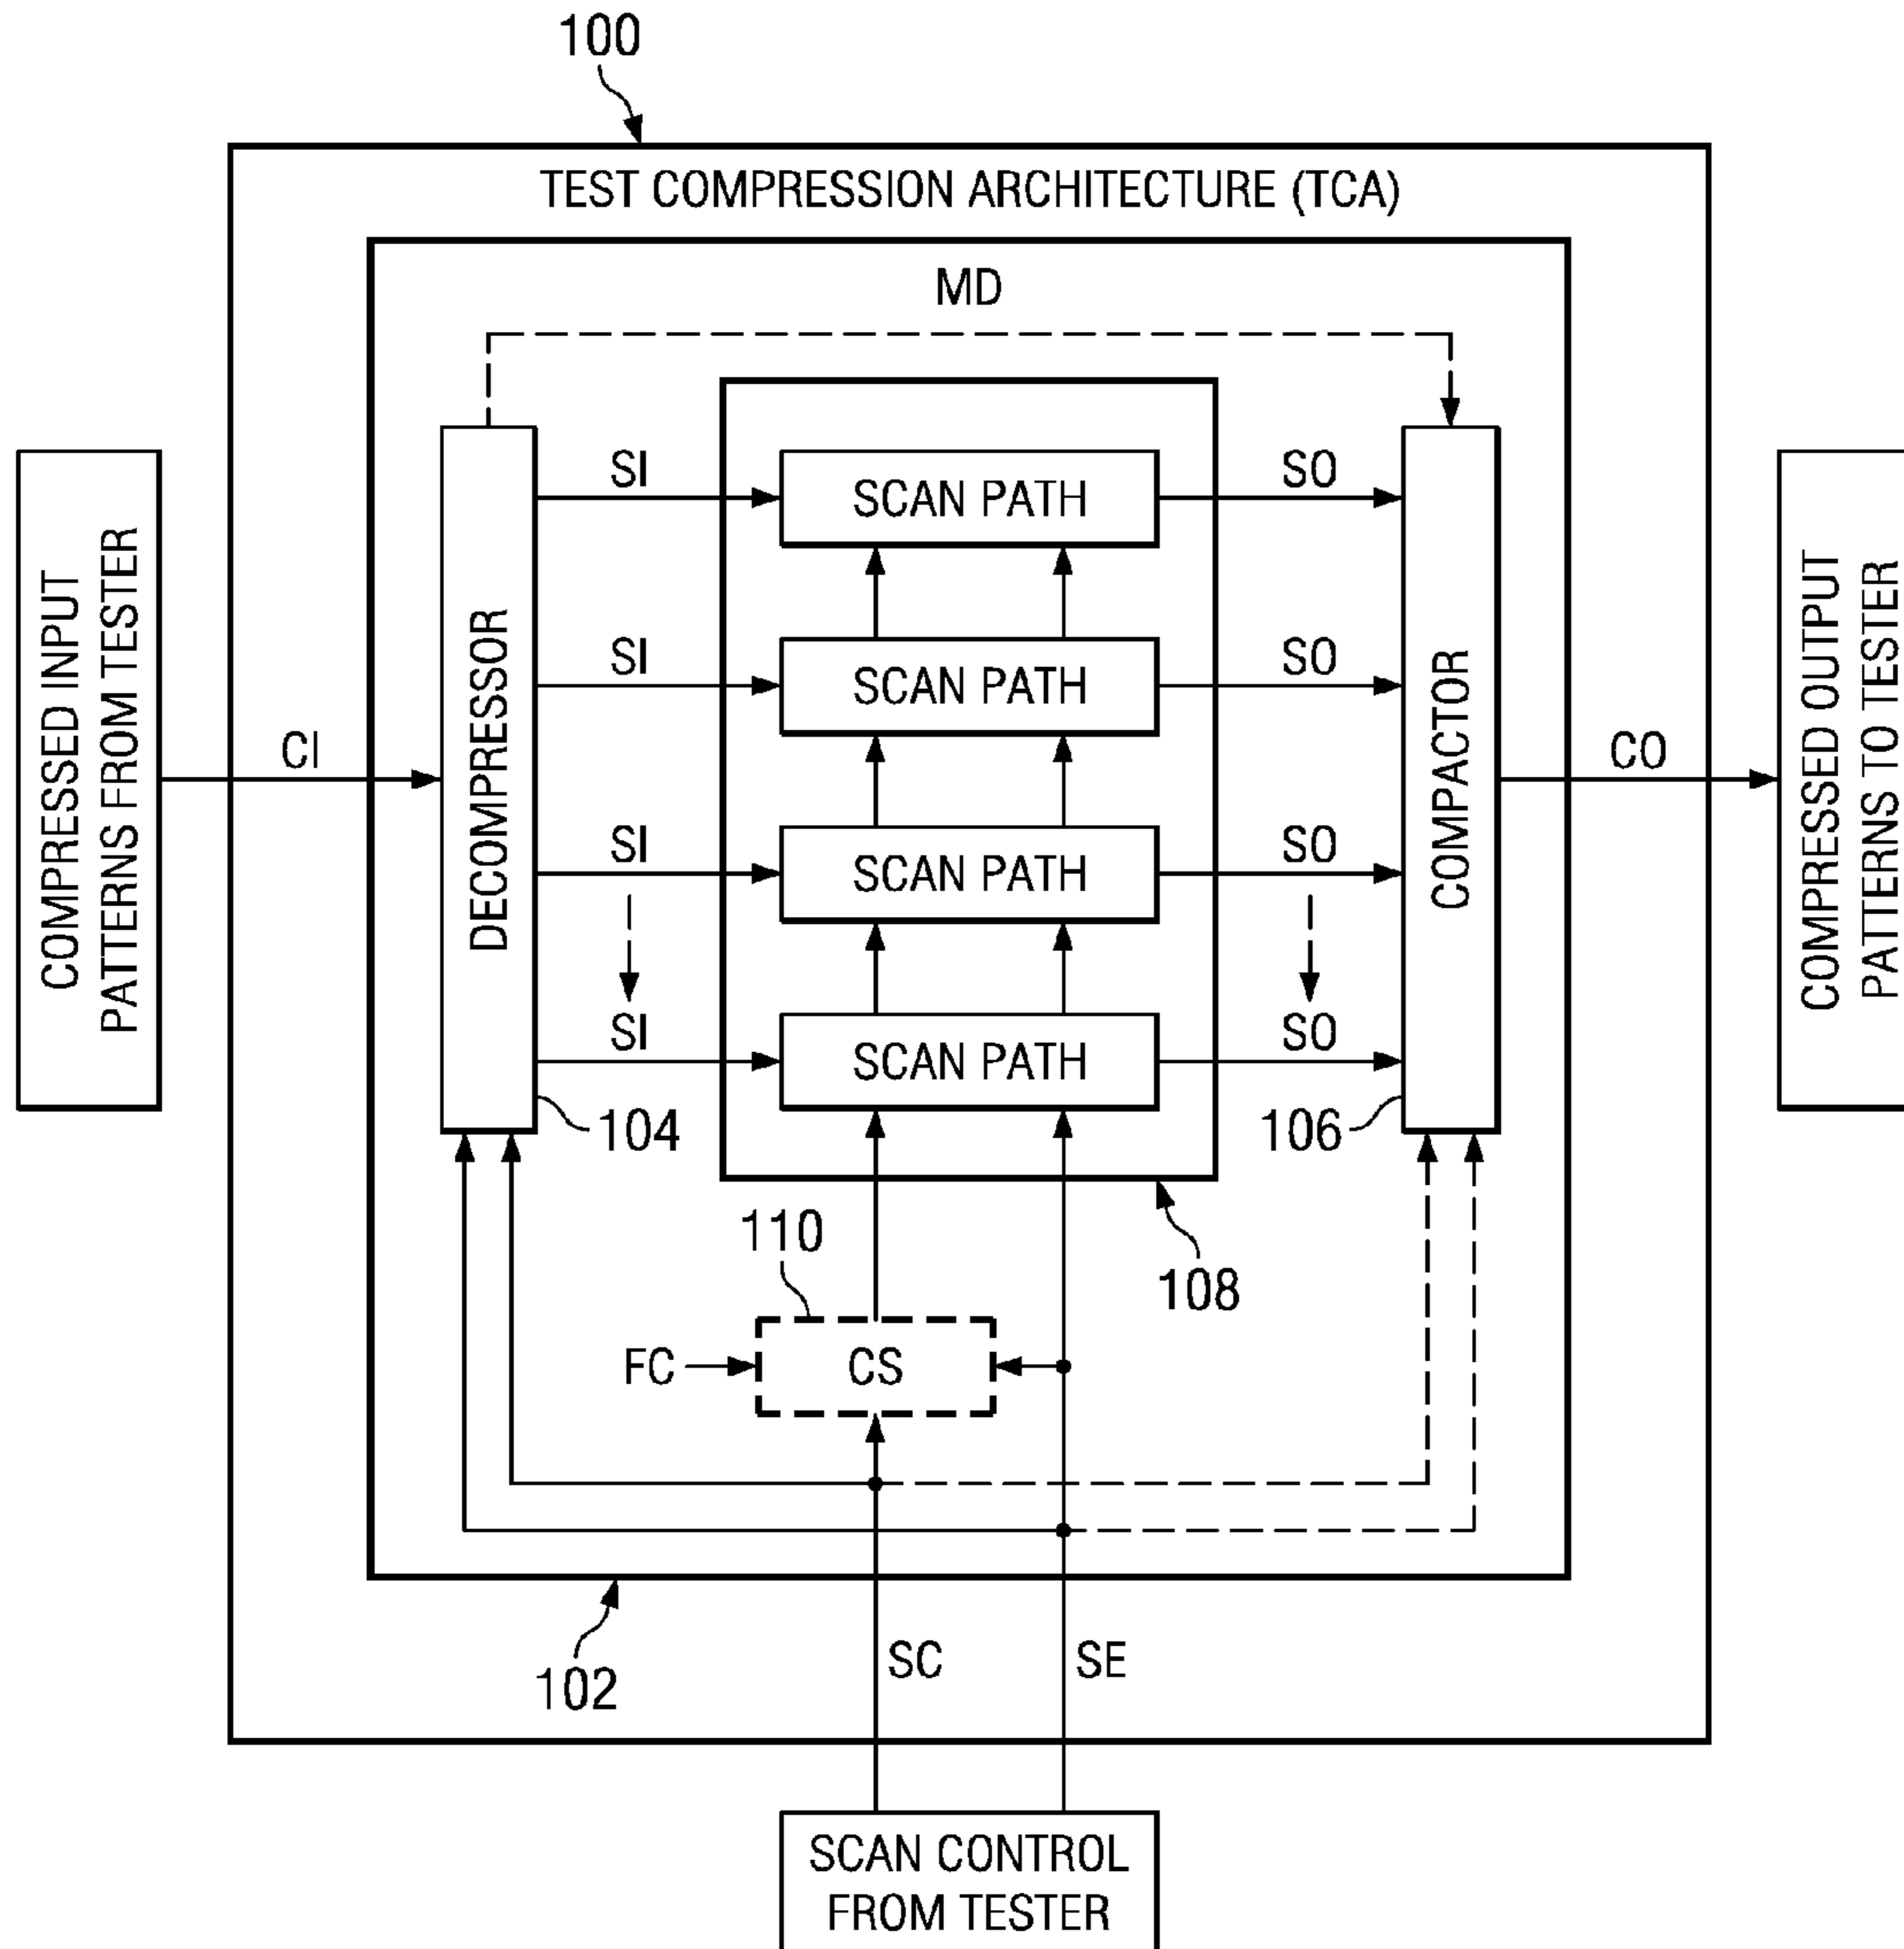 100
TEST COMPRESSION ARCHITECTURE (TCA)
MD
COMPRESSED INPUT
PATTERNS FROM TESTER
CI
DECOMPRESSOR
SI
SCAN PATH
SO
SI
SCAN PATH
SO
SI
SCAN PATH
SO
SI
SCAN PATH
SO
COMPACTOR
CO
COMPRESSED OUTPUT
PATTERNS TO TESTER
104
106
110
108
FC
CS
102
SC
SE
SCAN CONTROL
FROM TESTER